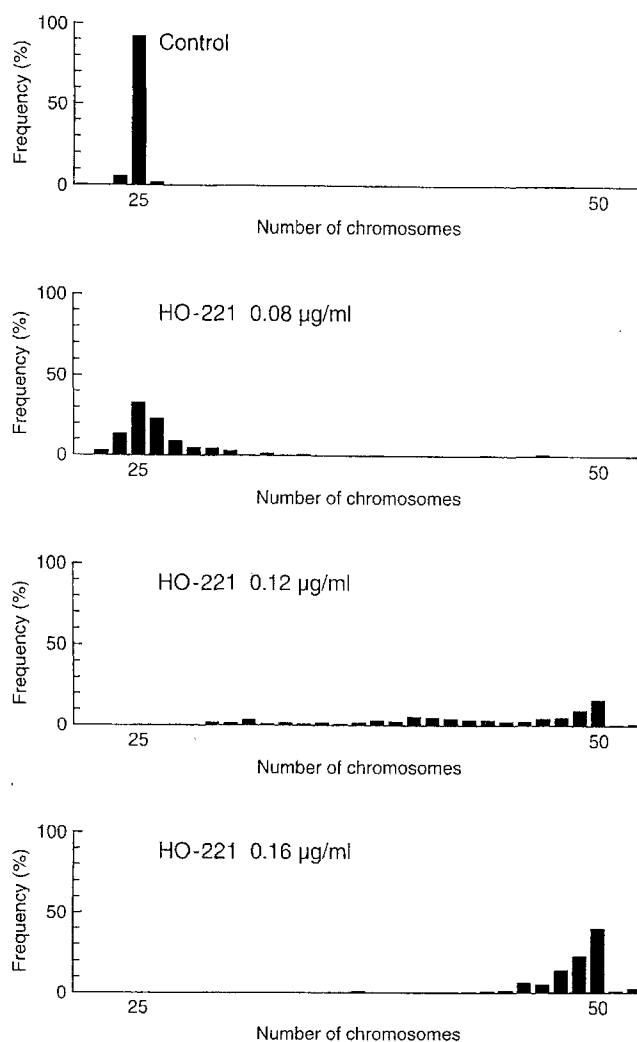 Control
Frequency (%)
100
50
0
25
50
Number of chromosomes
HO-221 0.08 µg/ml
Frequency (%)
100
50
0
25
50
Number of chromosomes
HO-221 0.12 µg/ml
Frequency (%)
100
50
0
25
50
Number of chromosomes
HO-221 0.16 µg/ml
Frequency (%)
100
50
0
25
50
Number of chromosomes